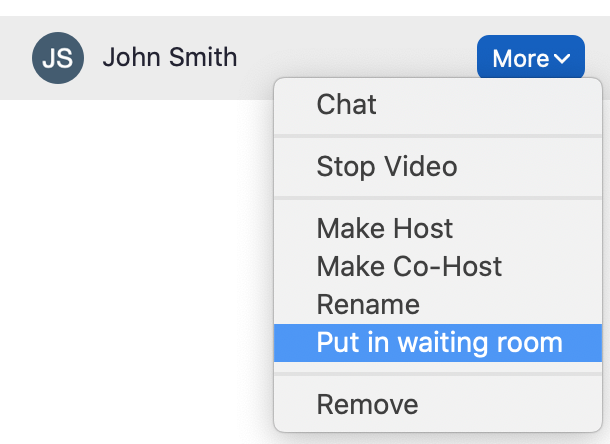 JS John Smith More
Chat
Stop Video
Make Host
Make Co-Host
Rename
Put in waiting room
Remove